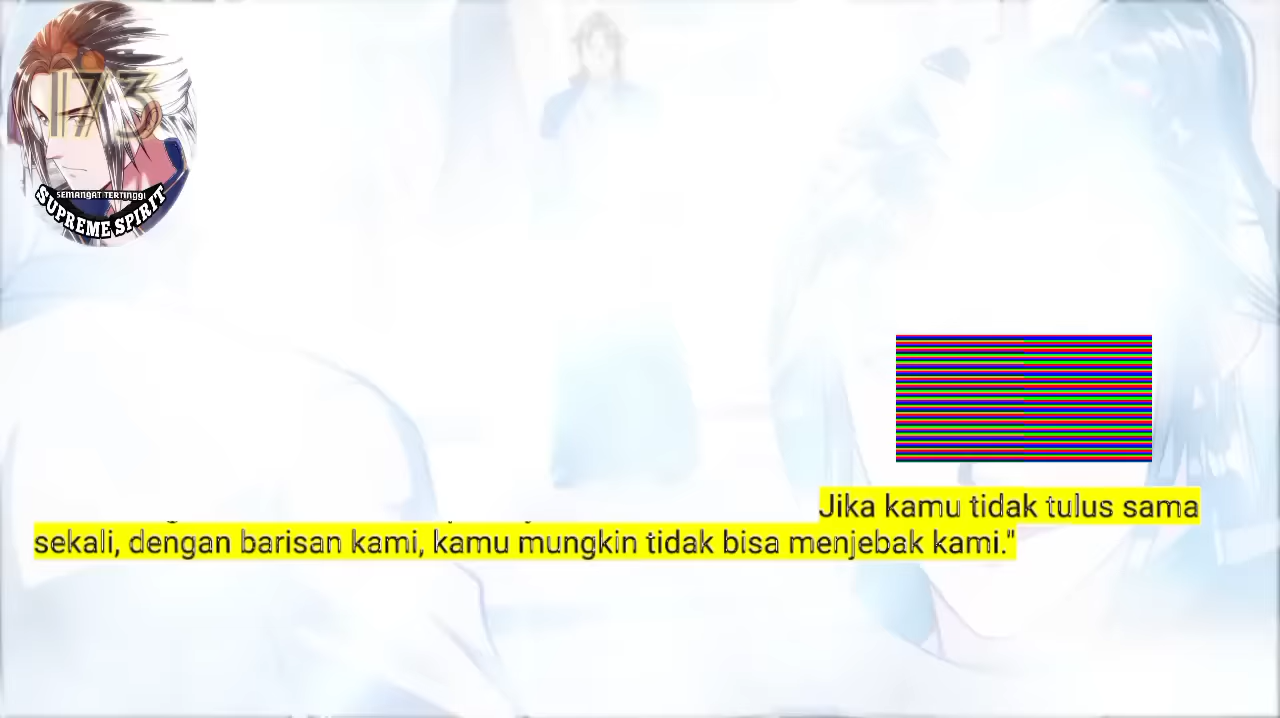 173
SEMANGAT TERTINGGI
SUPREME SPIRIT
Jika kamu tidak tulus sama
sekali, dengan barisan kami, kamu mungkin tidak bisa menjebak kami."